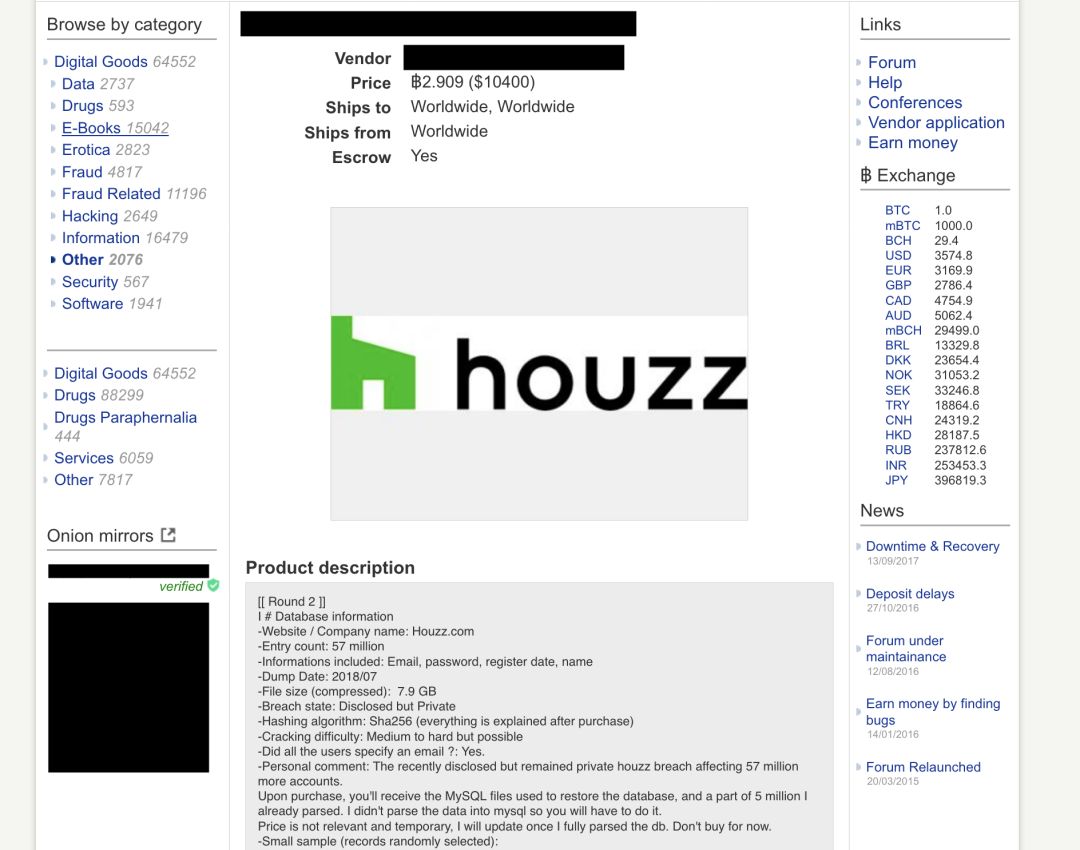 Browse by category
Digital Goods 64552
Data 2737
Drugs 593
E-Books 15042
Erotica 2823
Fraud 4817
Fraud Related 11196
Hacking 2649
Information 16479
Other 2076
Security 567
Software 1941
Digital Goods 64552
Drugs 88299
Drugs Paraphernalia
444
Services 6059
Other 7817
Onion mirrors
verified
Vendor
Price ฿2.909 ($10400)
Ships to Worldwide, Worldwide
Ships from Worldwide
Escrow Yes
houzz
Product description
[[ Round 2 ]]
I # Database information
-Website / Company name: Houzz.com
-Entry count: 57 million
-Informations included: Email, password, register date, name
-Dump Date: 2018/07
-File size (compressed): 7.9 GB
-Breach state: Disclosed but Private
-Hashing algorithm: Sha256 (everything is explained after purchase)
-Cracking difficulty: Medium to hard but possible
-Did all the users specify an email ?: Yes.
-Personal comment: The recently disclosed but remained private houzz breach affecting 57 million
more accounts.
Upon purchase, you'll receive the MySQL files used to restore the database, and a part of 5 million I
already parsed. I didn't parse the data into mysql so you will have to do it.
Price is not relevant and temporary, I will update once I fully parsed the db. Don't buy for now.
-Small sample (records randomly selected):
Links
Forum
Help
Conferences
Vendor application
Earn money
฿ Exchange
BTC 1.0
mBTC 1000.0
BCH 29.4
USD 3574.8
EUR 3169.9
GBP 2786.4
CAD 4754.9
AUD 5062.4
mBCH 29499.0
BRL 13329.8
DKK 23654.4
NOK 31053.2
SEK 33246.8
TRY 18864.6
CNH 24319.2
HKD 28187.5
RUB 237812.6
INR 253453.3
JPY 396819.3
News
Downtime & Recovery
13/09/2017
Deposit delays
27/10/2016
Forum under
maintainance
12/08/2016
Earn money by finding
bugs
14/01/2016
Forum Relaunched
20/03/2015